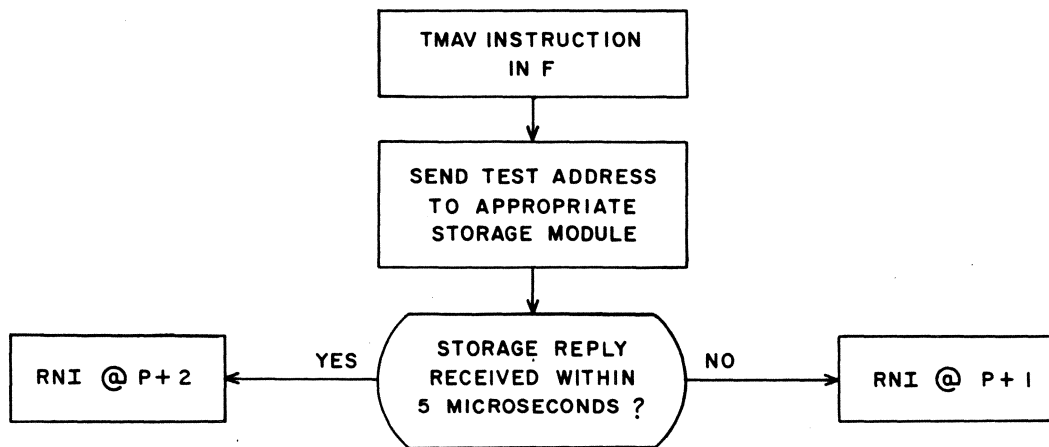 TMAV INSTRUCTION
IN F
SEND TEST ADDRESS
TO APPROPRIATE
STORAGE MODULE
STORAGE REPLY
RECEIVED WITHIN
5 MICROSECONDS ?
YES
NO
RNI @ P+2
RNI @ P+1